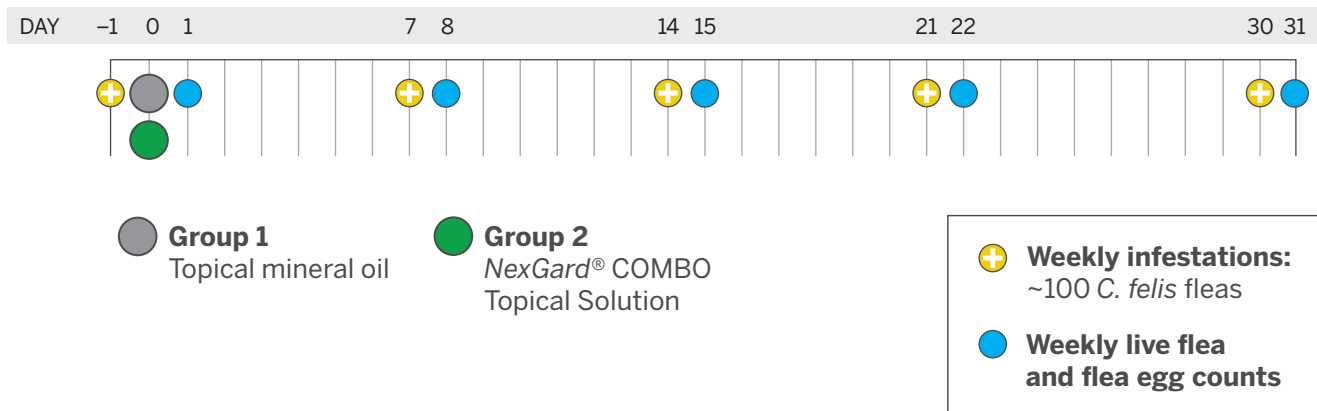 DAY –1 0 1 7 8 14 15 21 22 30 31
Group 1
Topical mineral oil
Group 2
NexGard® COMBO
Topical Solution
Weekly infestations:
~100 C. felis fleas
Weekly live flea
and flea egg counts